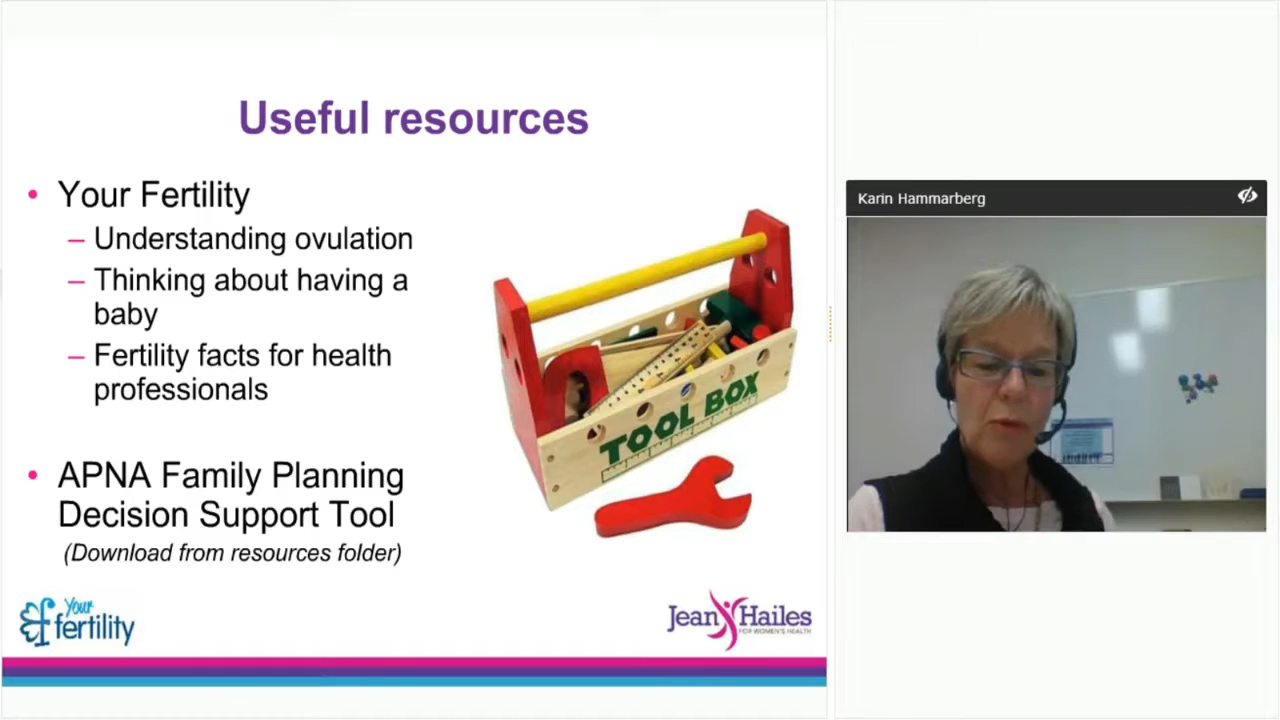 Useful resources
• Your Fertility
– Understanding ovulation
– Thinking about having a
baby
– Fertility facts for health
professionals
• APNA Family Planning
Decision Support Tool
(Download from resources folder)
TOOL BOX
Your
fertility
Jean Hailes
FOR WOMEN'S HEALTH
Karin Hammarberg